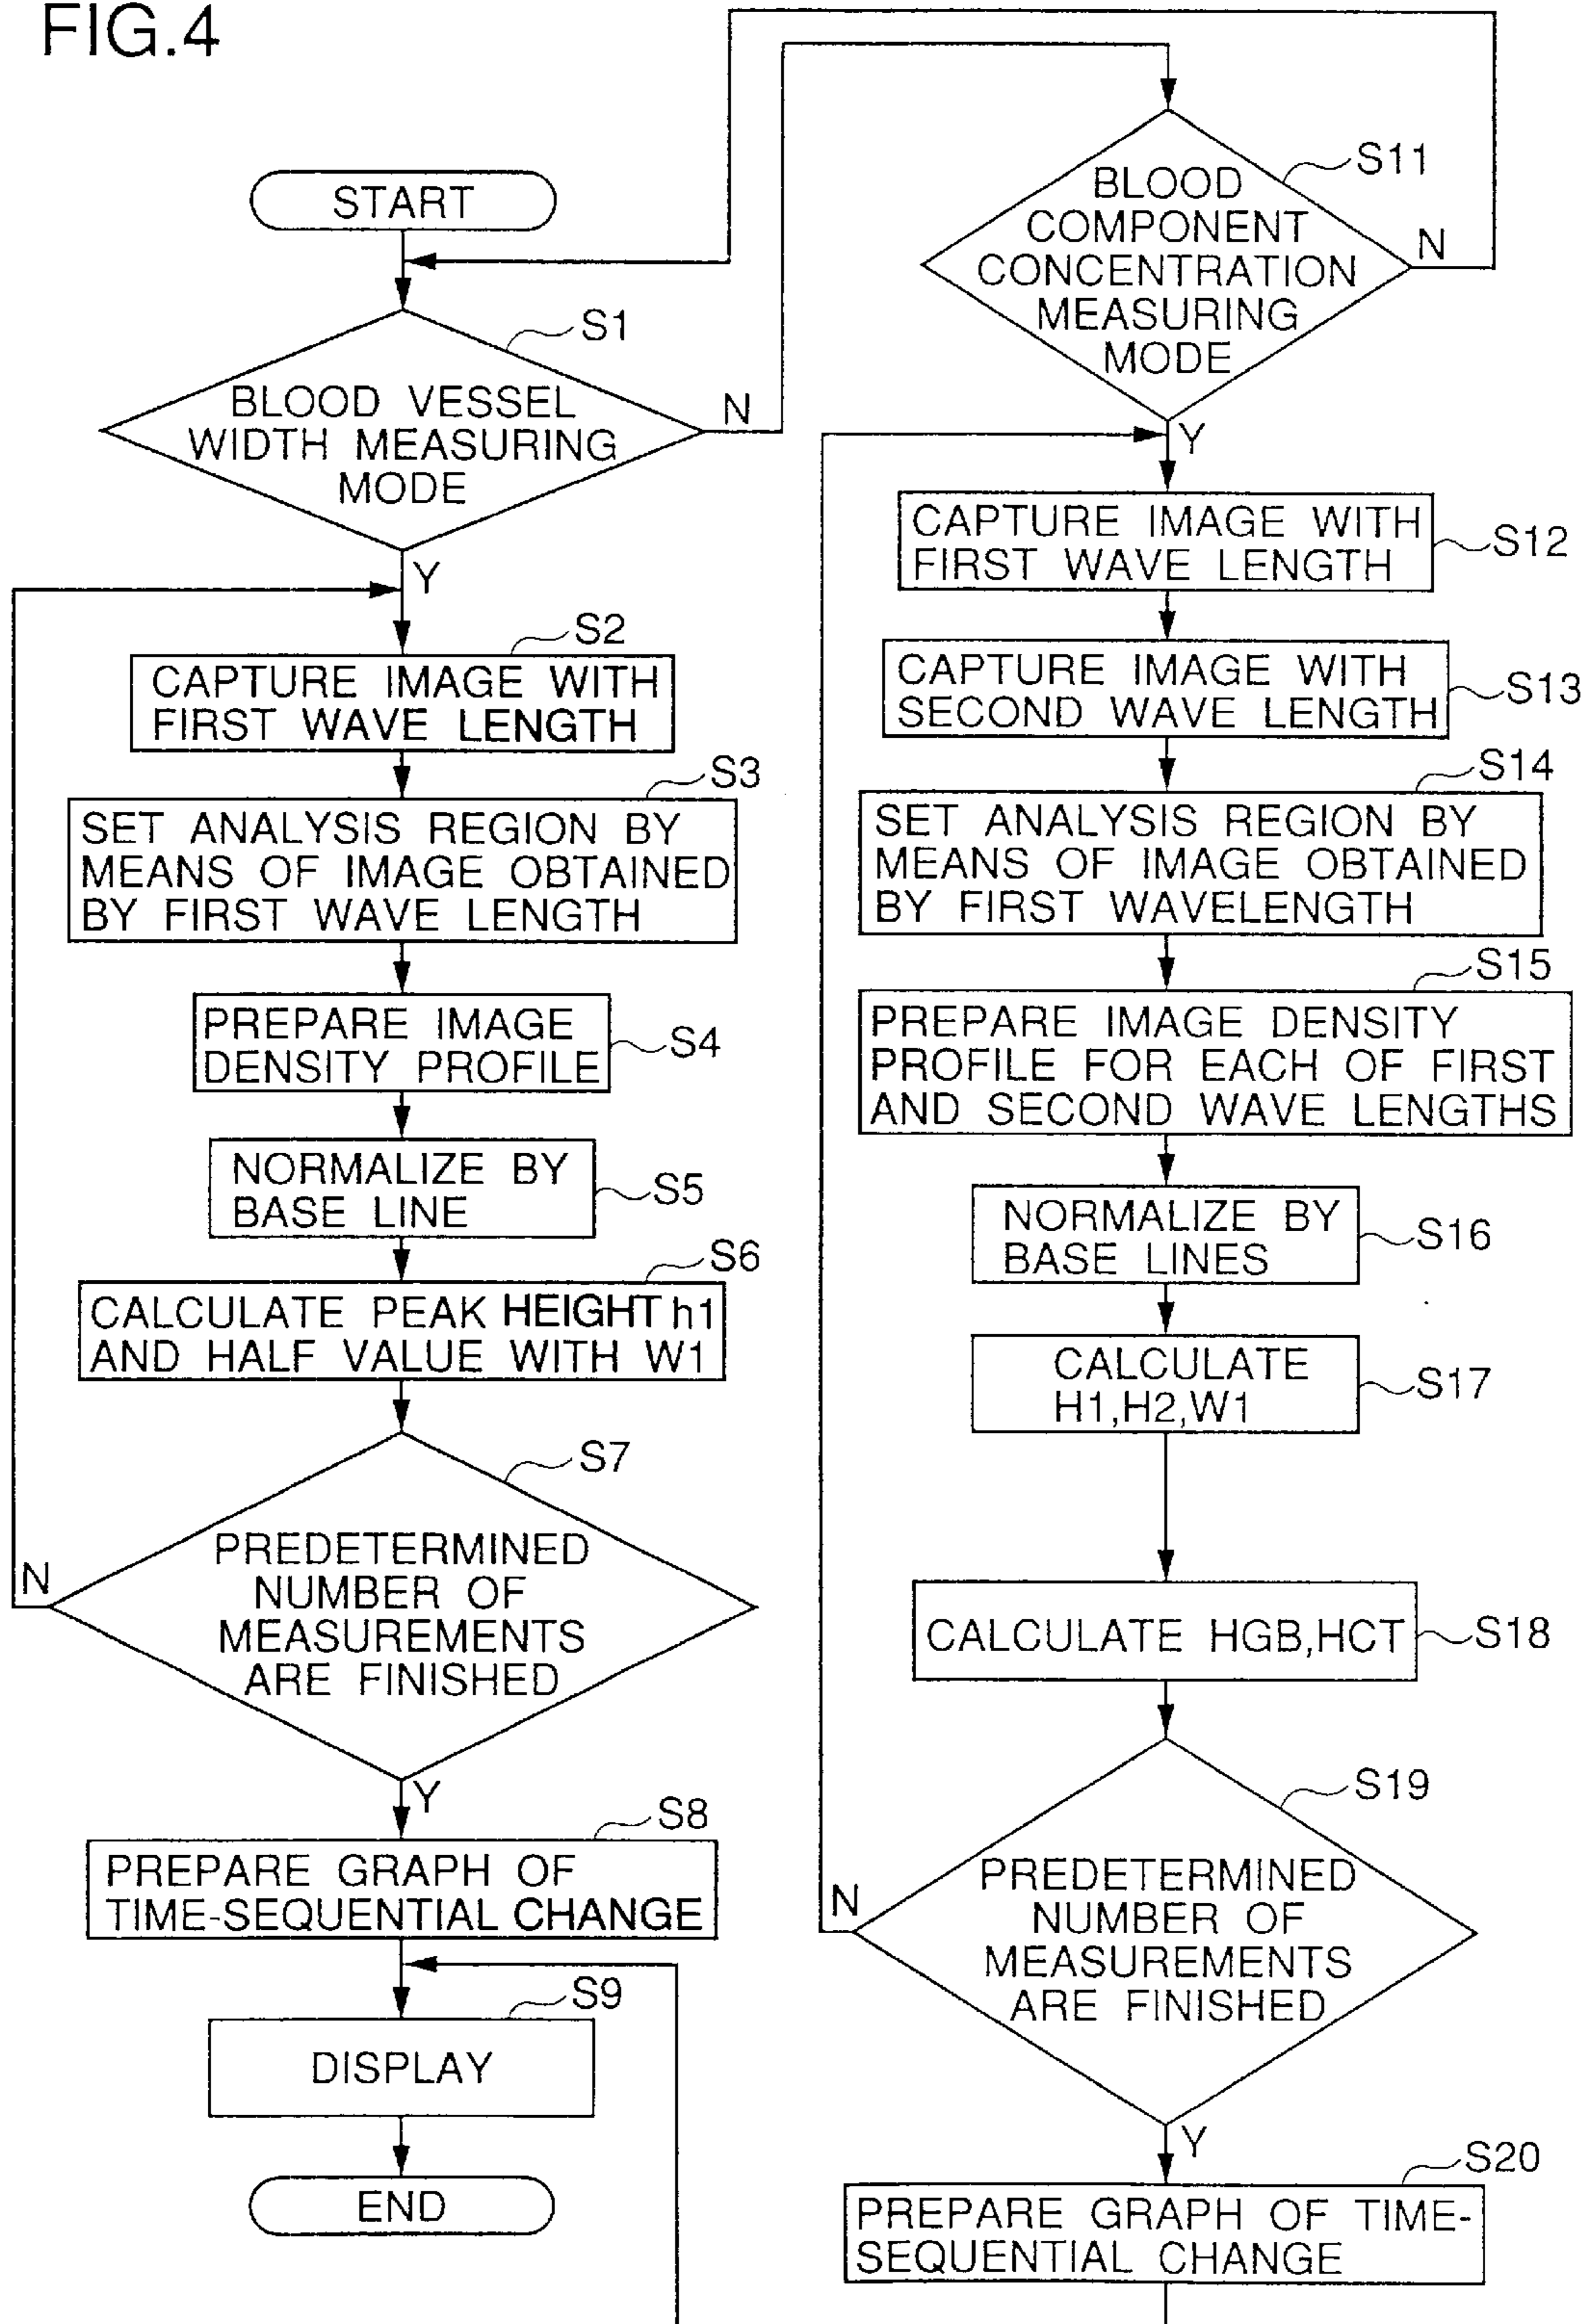 FIG.4
START
S1
BLOOD VESSEL
WIDTH MEASURING
MODE
N
Y
S2
CAPTURE IMAGE WITH
FIRST WAVE LENGTH
S3
SET ANALYSIS REGION BY
MEANS OF IMAGE OBTAINED
BY FIRST WAVE LENGTH
PREPARE IMAGE
DENSITY PROFILE
S4
NORMALIZE BY
BASE LINE
S5
S6
CALCULATE PEAK HEIGHT h1
AND HALF VALUE WITH W1
S7
PREDETERMINED
NUMBER OF
MEASUREMENTS
ARE FINISHED
N
Y
S8
PREPARE GRAPH OF
TIME-SEQUENTIAL CHANGE
S9
DISPLAY
END
S11
BLOOD
COMPONENT
CONCENTRATION
MEASURING
MODE
N
Y
CAPTURE IMAGE WITH
FIRST WAVE LENGTH
S12
CAPTURE IMAGE WITH
SECOND WAVE LENGTH
S13
S14
SET ANALYSIS REGION BY
MEANS OF IMAGE OBTAINED
BY FIRST WAVELENGTH
S15
PREPARE IMAGE DENSITY
PROFILE FOR EACH OF FIRST
AND SECOND WAVE LENGTHS
NORMALIZE BY
BASE LINES
S16
CALCULATE
H1,H2,W1
S17
CALCULATE HGB,HCT
S18
S19
PREDETERMINED
NUMBER OF
MEASUREMENTS
ARE FINISHED
N
Y
S20
PREPARE GRAPH OF TIME-
SEQUENTIAL CHANGE